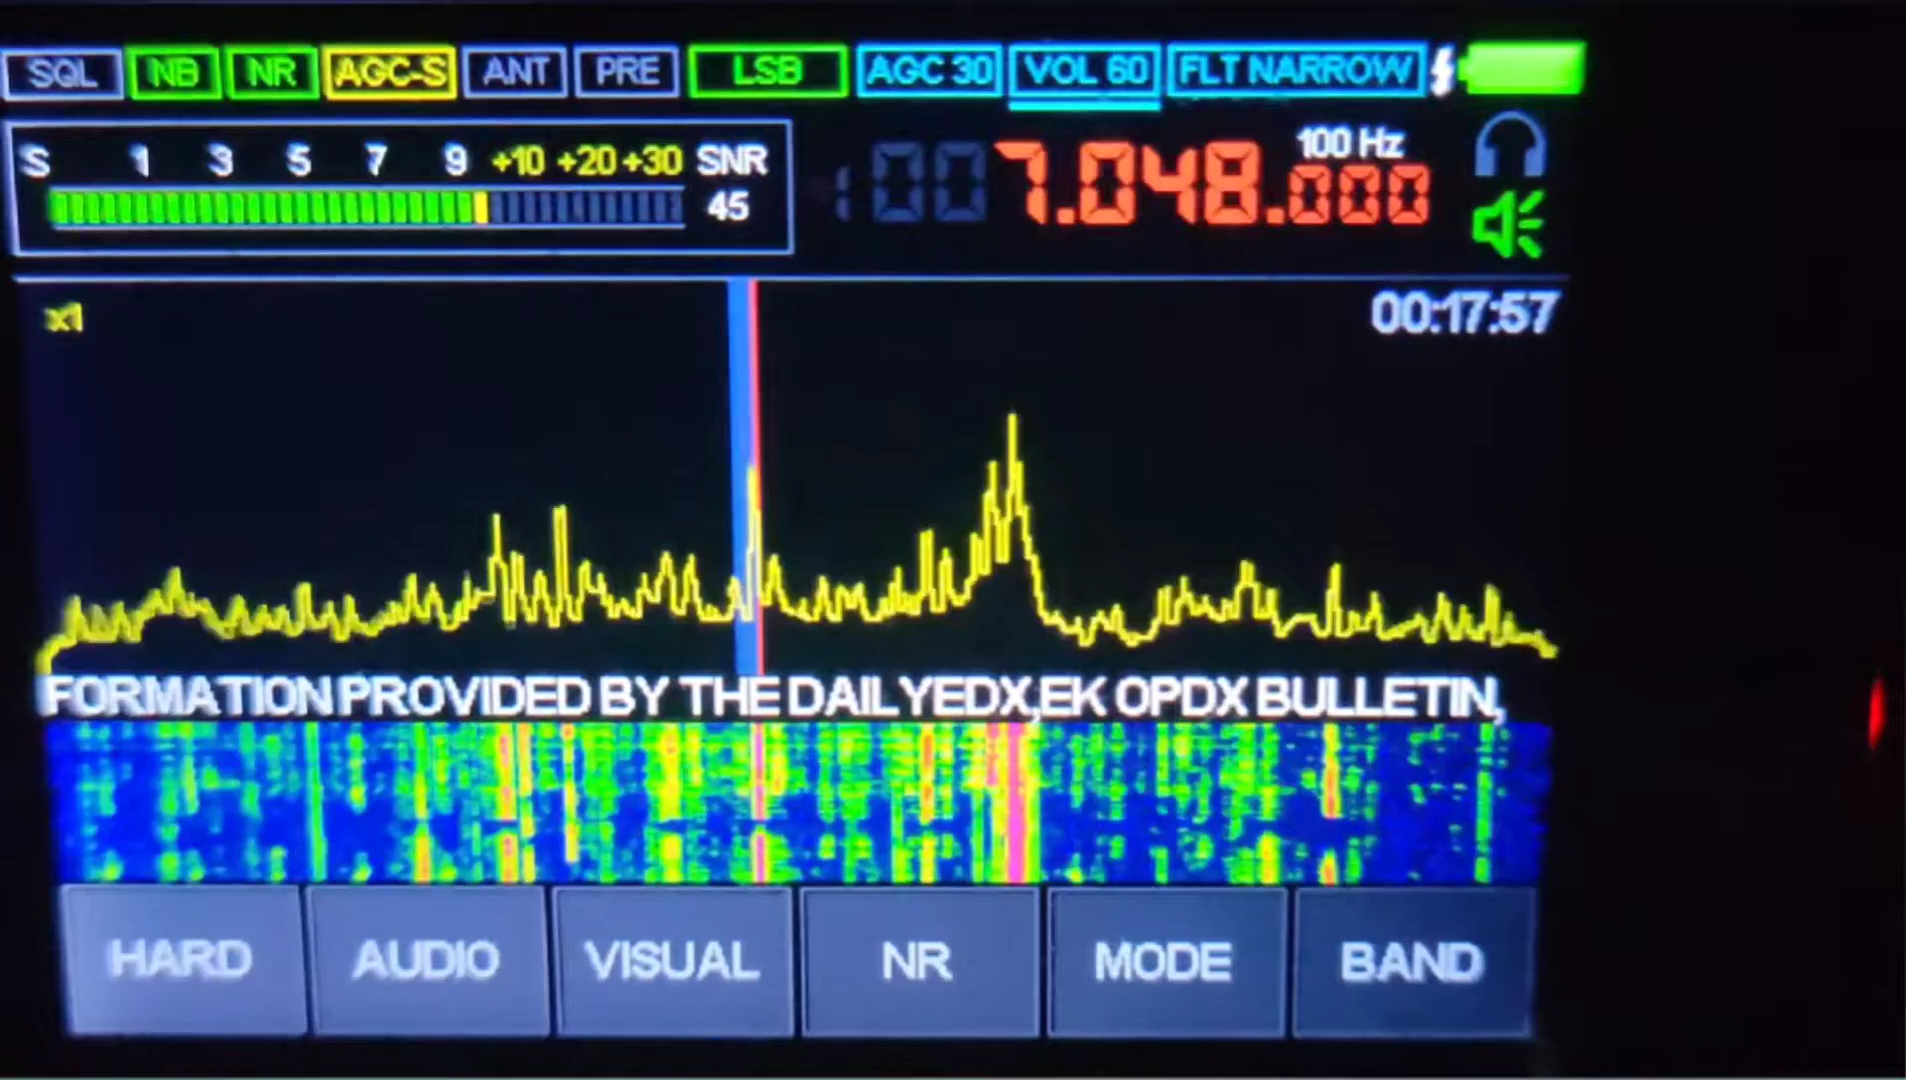 SQL NB NR AGC-S ANT PRE LSB AGC 30 VOL 60 FLT NARROW
S 1 3 5 7 9 +10 +20 +30 SNR
45
100 Hz
7.048.000
x1
00:17:57
FORMATION PROVIDED BY THE DAILYEDX,EK OPDX BULLETIN,
HARD AUDIO VISUAL NR MODE BAND